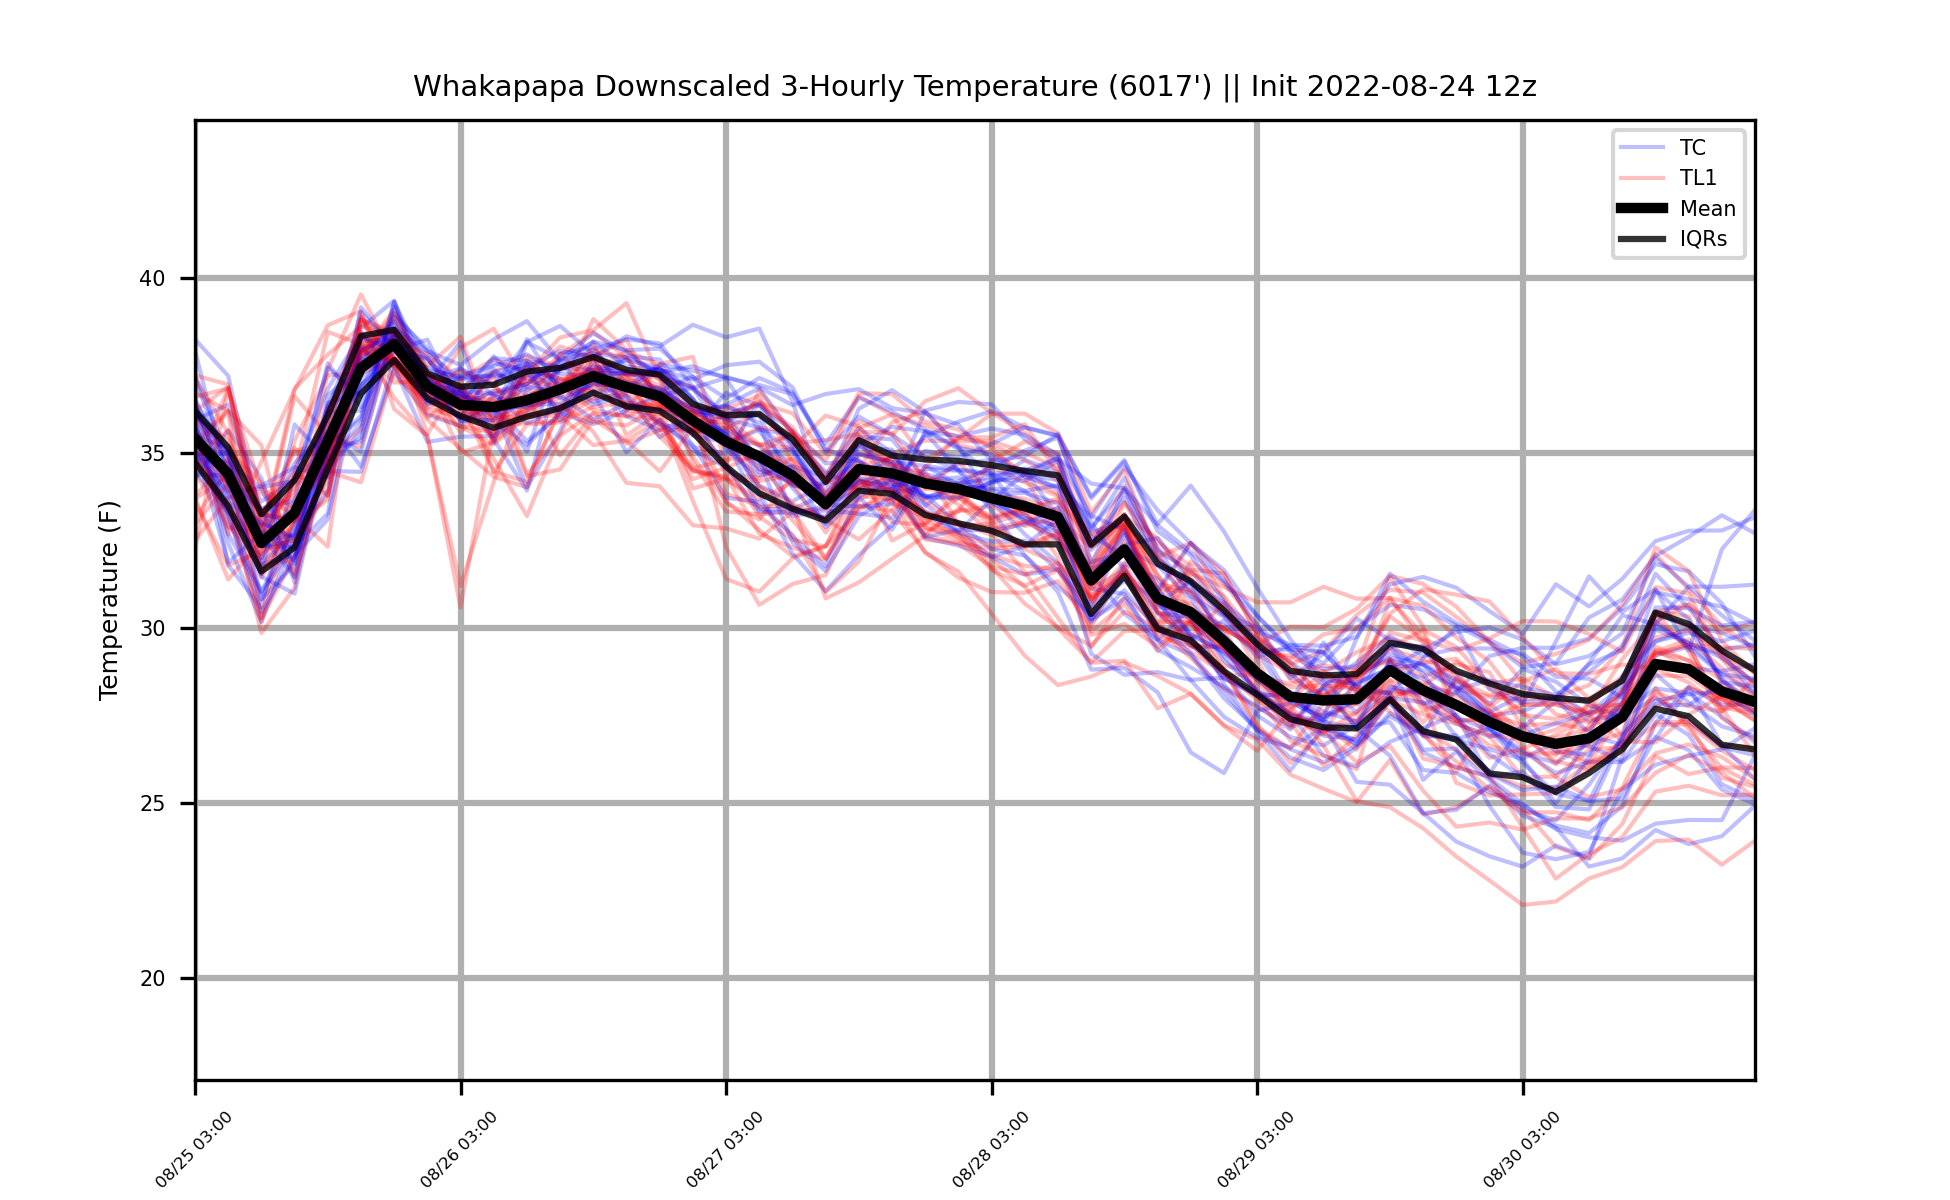 Whakapapa Downscaled 3-Hourly Temperature (6017') || Init 2022-08-24 12z
TC
TL1
Mean
IQRs
Temperature (F)
40
35
30
25
20
08/25 03:00
08/26 03:00
08/27 03:00
08/28 03:00
08/29 03:00
08/30 03:00